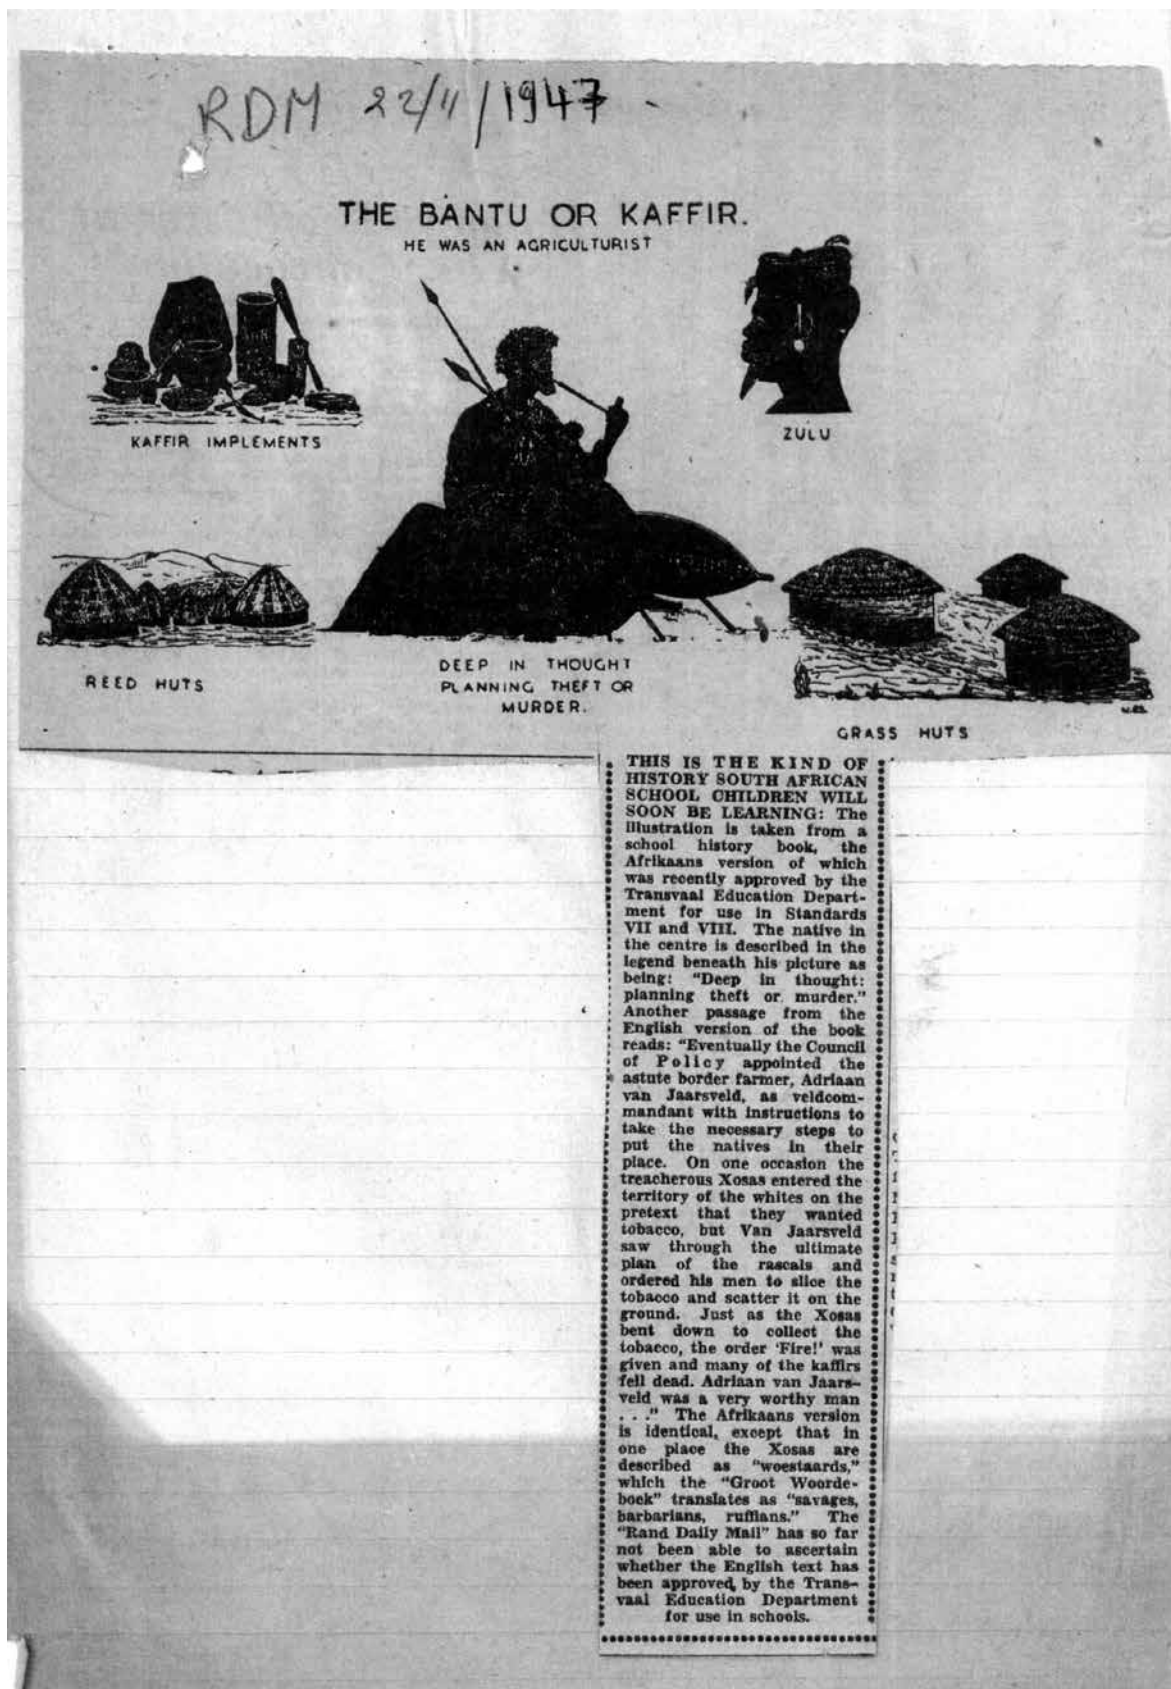 RDM 22/11/1947
THE BANTU OR KAFFIR.
HE WAS AN AGRICULTURIST
KAFFIR IMPLEMENTS
ZULU
REED HUTS
DEEP IN THOUGHT
PLANNING THEFT OR
MURDER.
GRASS HUTS
THIS IS THE KIND OF
HISTORY SOUTH AFRICAN
SCHOOL CHILDREN WILL
SOON BE LEARNING: The
illustration is taken from a
school history book, the
Afrikaans version of which
was recently approved by the
Transvaal Education Depart-
ment for use in Standards
VII and VIII. The native in
the centre is described in the
legend beneath his picture as
being: "Deep in thought:
planning theft or murder."
Another passage from the
English version of the book
reads: "Eventually the Council
of Policy appointed the
astute border farmer, Adriaan
van Jaarsveld, as veldcom-
mandant with instructions to
take the necessary steps to
put the natives in their
place. On one occasion the
treacherous Xosas entered the
territory of the whites on the
pretext that they wanted
tobacco, but Van Jaarsveld
saw through the ultimate
plan of the rascals and
ordered his men to slice the
tobacco and scatter it on the
ground. Just as the Xosas
bent down to collect the
tobacco, the order 'Fire!' was
given and many of the kaffirs
fell dead. Adriaan van Jaars-
veld was a very worthy man
. . ." The Afrikaans version
is identical, except that in
one place the Xosas are
described as "woestaards,"
which the "Groot Woorde-
boek" translates as "savages,
barbarians, ruffians." The
"Rand Daily Mail" has so far
not been able to ascertain
whether the English text has
been approved by the Trans-
vaal Education Department
for use in schools.